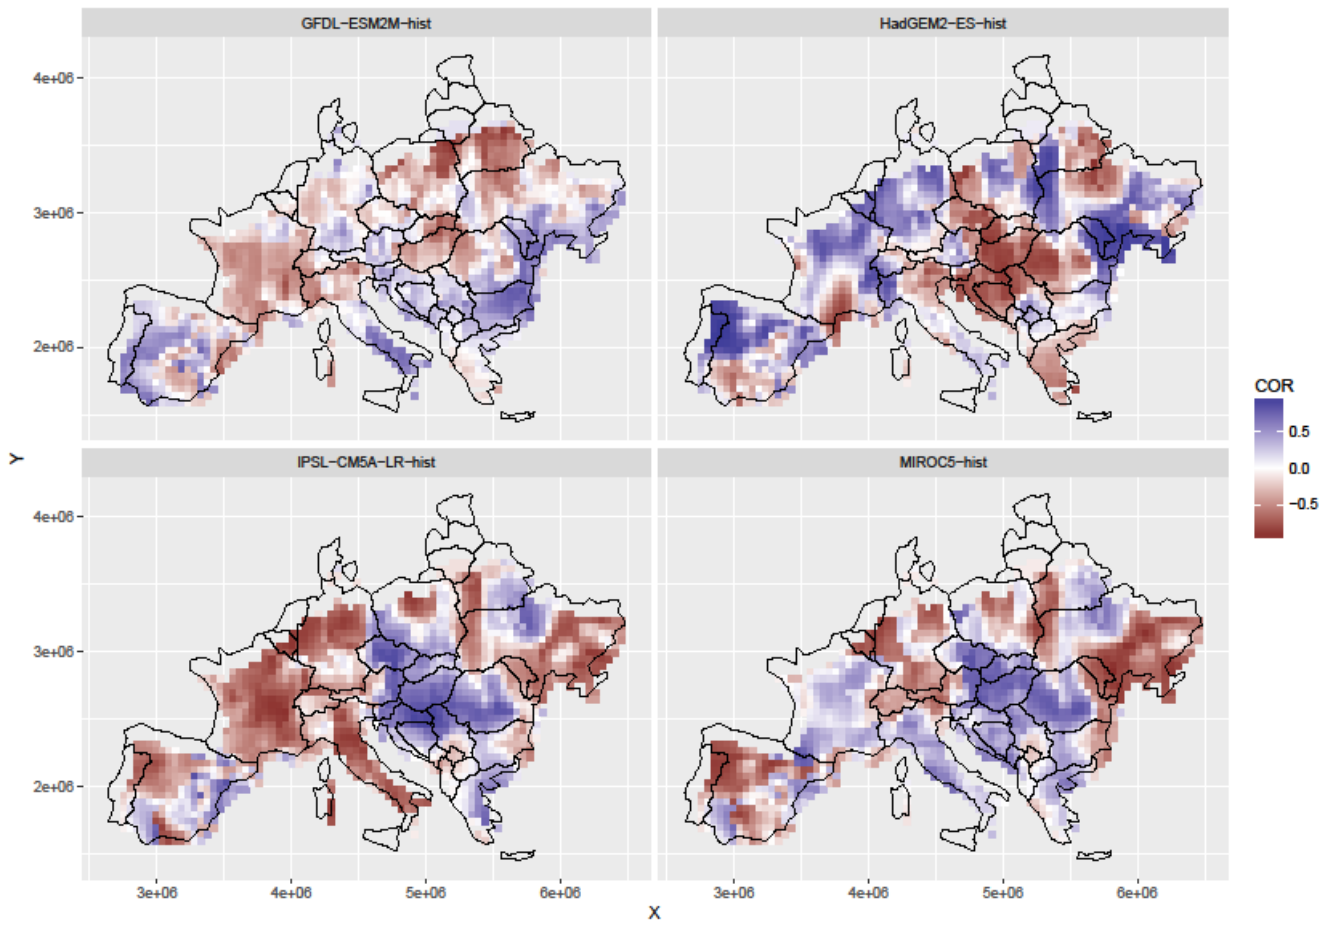 GFDL-ESM2M-hist
HadGEM2-ES-hist
4e+06
3e+06
2e+06
COR
0.5
0.0
-0.5
Y
IPSL-CM5A-LR-hist
MIROC5-hist
4e+06
3e+06
2e+06
3e+06 4e+06 5e+06 6e+06 3e+06 4e+06 5e+06 6e+06
X